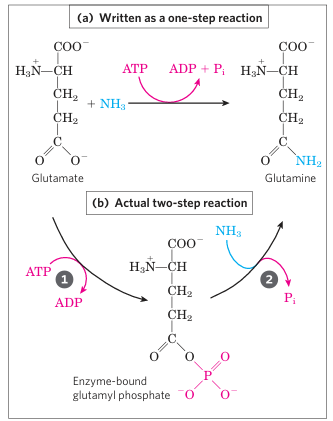 (a) Written as a one-step reaction
COO⁻
H₃N⁺—CH
CH₂
CH₂
C
O O⁻
Glutamate
+ NH₃
ATP ADP + Pᵢ
COO⁻
H₃N⁺—CH
CH₂
CH₂
C
O NH₂
Glutamine
(b) Actual two-step reaction
ATP
1
ADP
COO⁻
H₃N⁺—CH
CH₂
CH₂
C
O O O
P
⁻O O⁻
Enzyme-bound
glutamyl phosphate
NH₃
2
Pᵢ